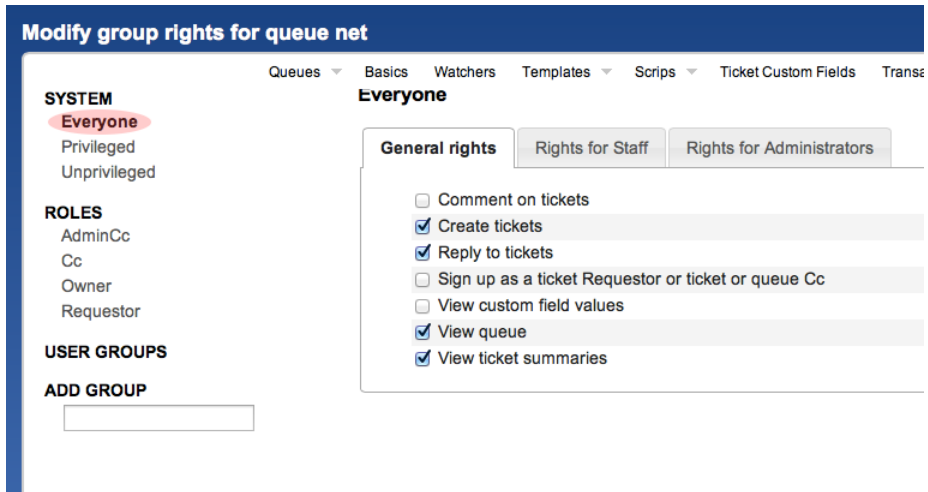 Modify group rights for queue net
Queues Basics Watchers Templates Scrips Ticket Custom Fields Transa
SYSTEM
Everyone
Privileged
Unprivileged
ROLES
AdminCc
Cc
Owner
Requestor
USER GROUPS
ADD GROUP
Everyone
General rights Rights for Staff Rights for Administrators
Comment on tickets
Create tickets
Reply to tickets
Sign up as a ticket Requestor or ticket or queue Cc
View custom field values
View queue
View ticket summaries